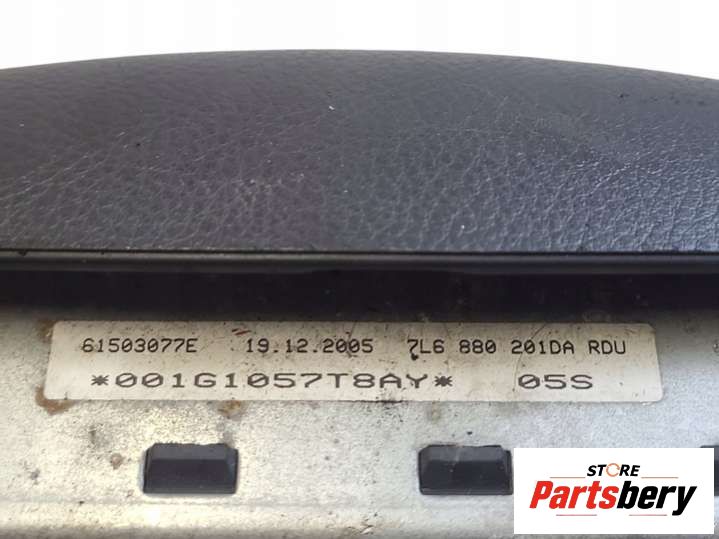 61503077E 19.12.2005 7L6 880 201DA RDU
*001G1057T8AY* 05S
STORE
Partsbery